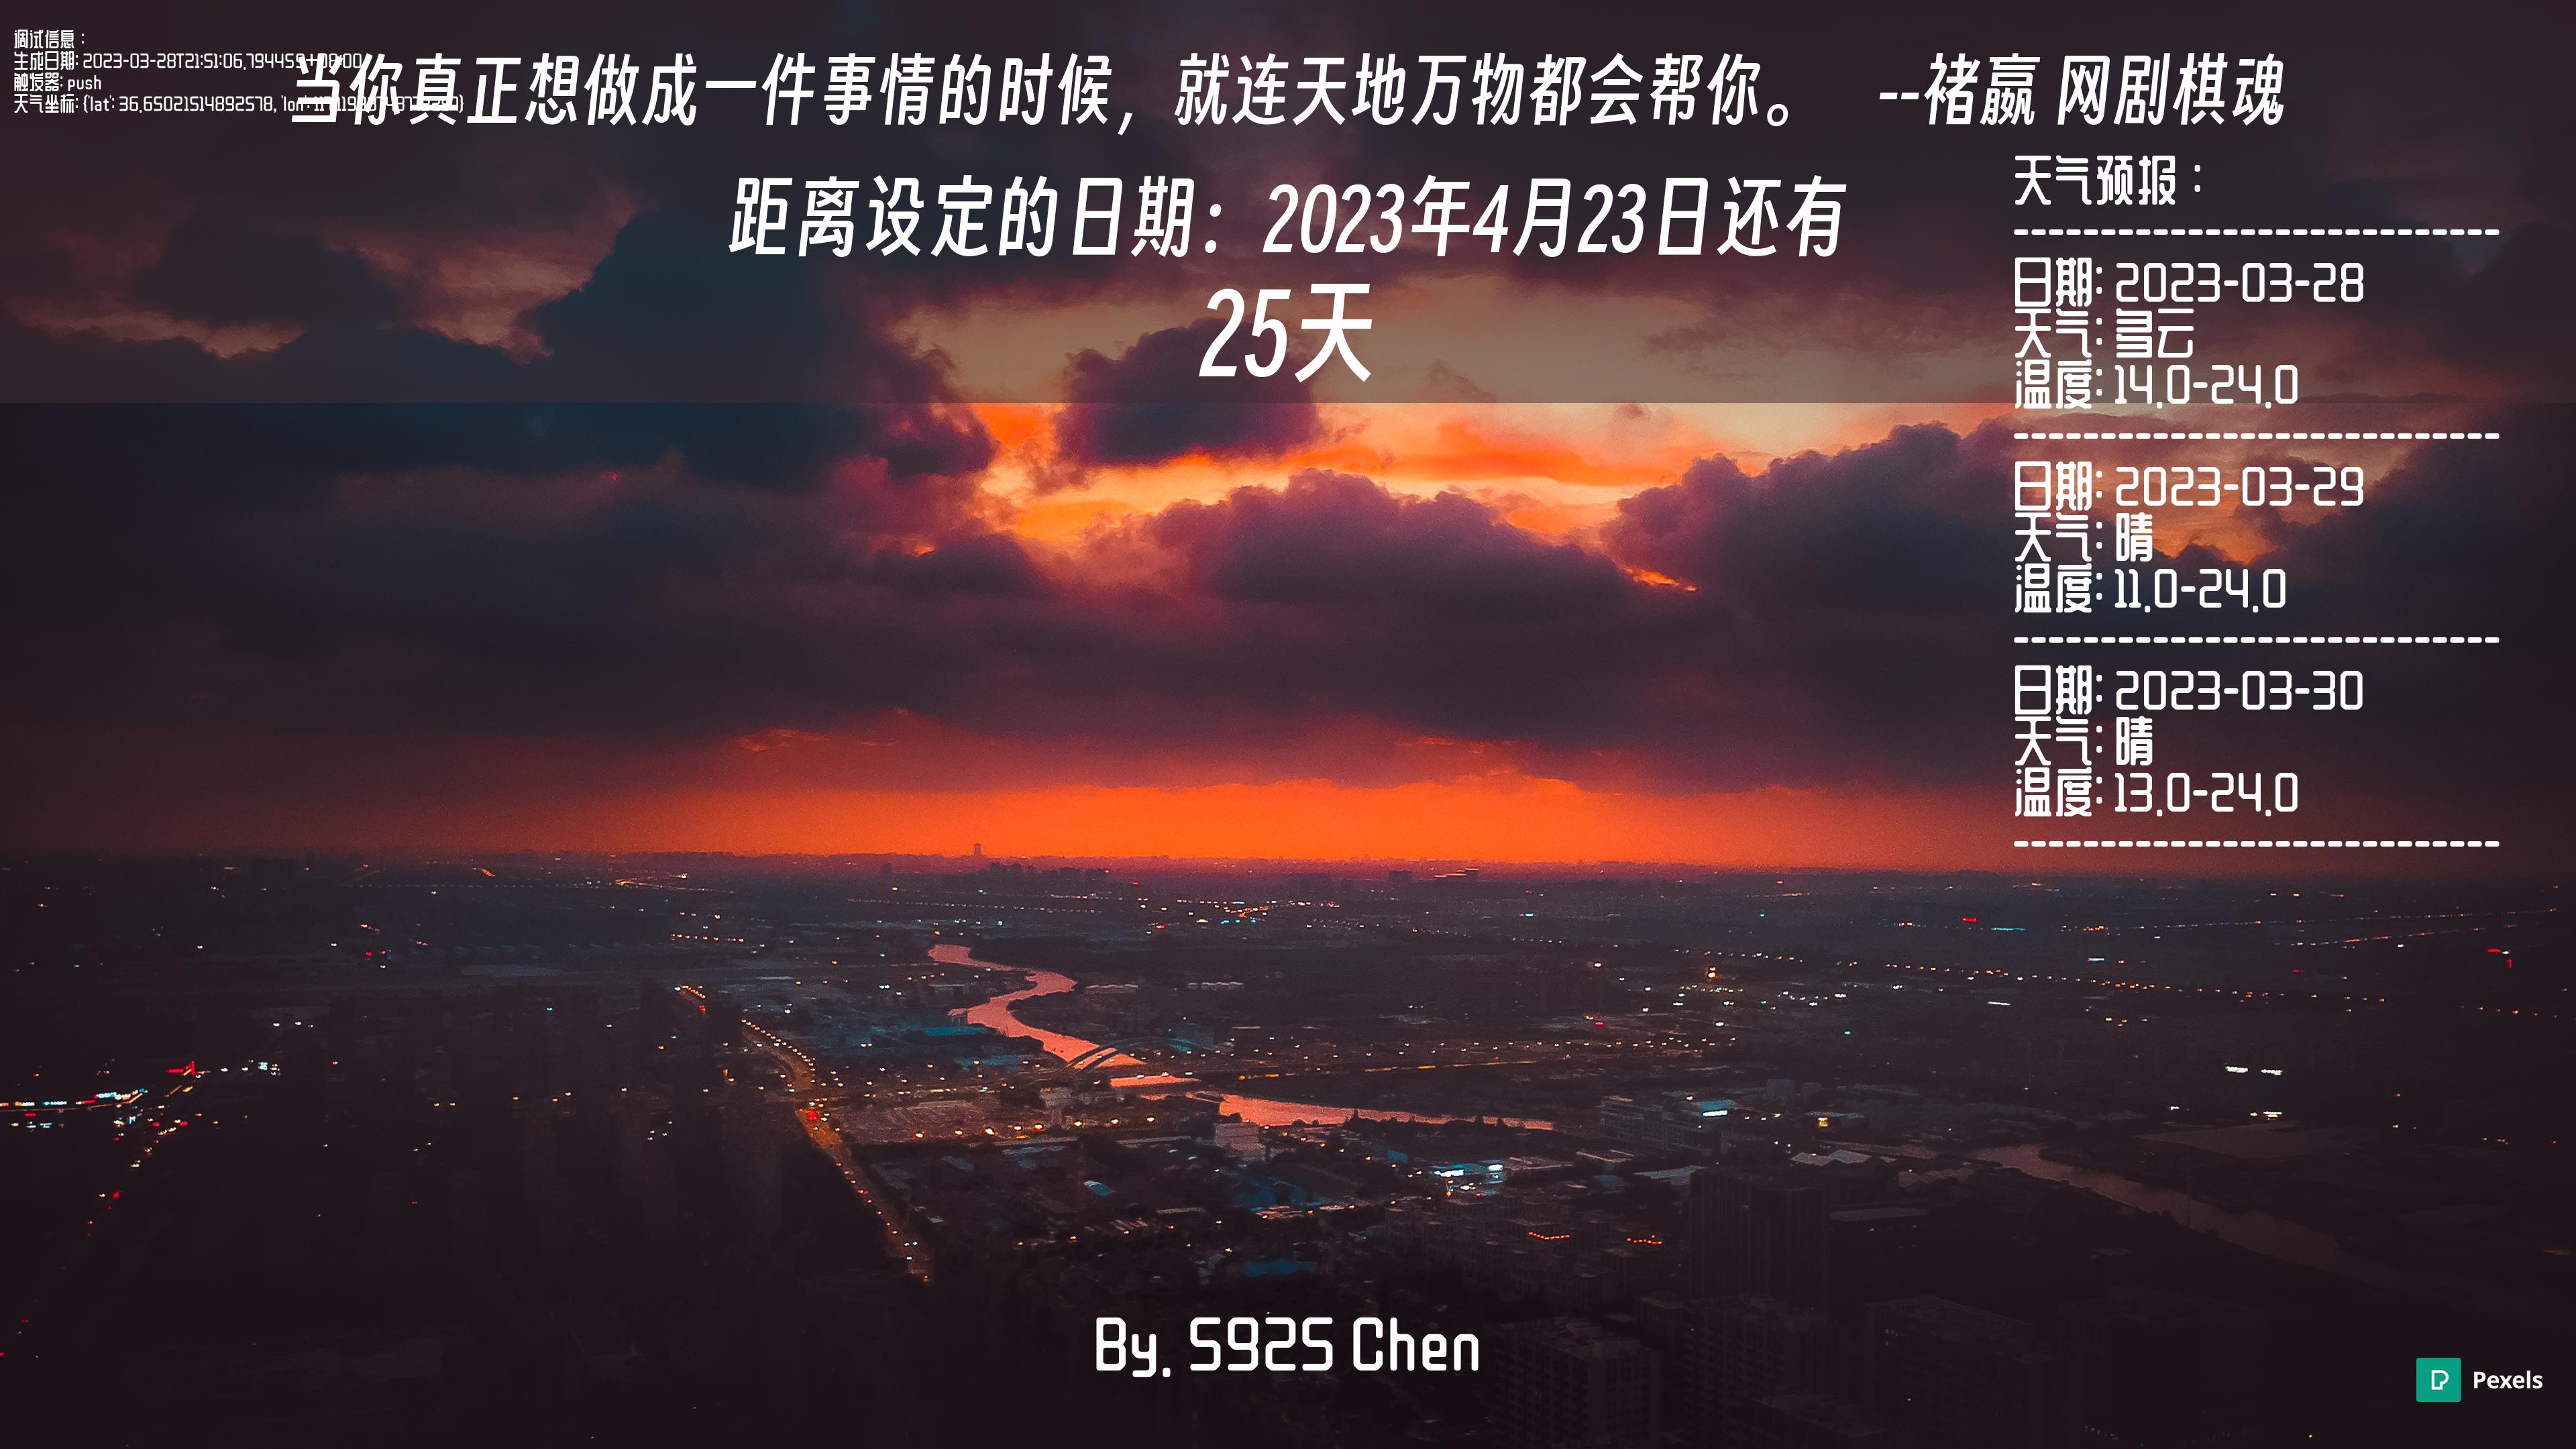 调试信息：
生成日期: 2023-03-28T21:51:06.794459+08:00
触发器: push
天气坐标: {'lat': 36.65021514892578, 'lon':
当你真正想做成一件事情的时候，就连天地万物都会帮你。 --褚嬴 网剧棋魂
距离设定的日期：2023年4月23日还有
25天
天气预报：
----------------------------
日期: 2023-03-28
天气: 多云
温度: 14.0-24.0
----------------------------
日期: 2023-03-29
天气: 晴
温度: 11.0-24.0
----------------------------
日期: 2023-03-30
天气: 晴
温度: 13.0-24.0
----------------------------
By. S92S Chen
Pexels